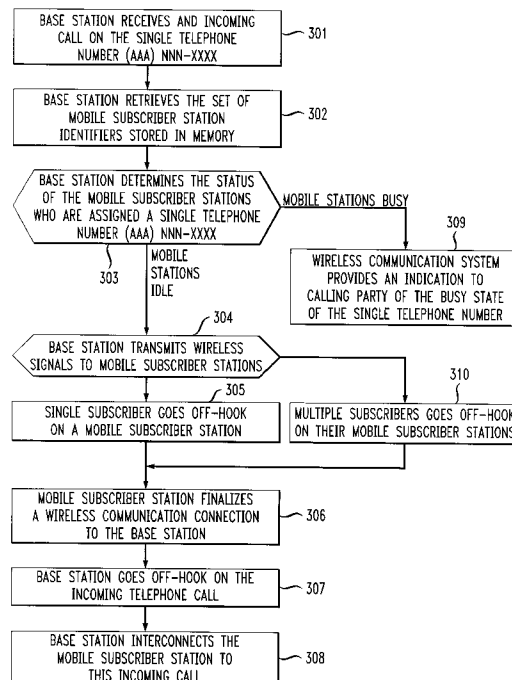 BASE STATION RECEIVES AND INCOMING
CALL ON THE SINGLE TELEPHONE
NUMBER (AAA) NNN-XXXX
301
BASE STATION RETRIEVES THE SET OF
MOBILE SUBSCRIBER STATION
IDENTIFIERS STORED IN MEMORY
302
BASE STATION DETERMINES THE STATUS
OF THE MOBILE SUBSCRIBER STATIONS
WHO ARE ASSIGNED A SINGLE TELEPHONE
NUMBER (AAA) NNN-XXXX
303
MOBILE STATIONS BUSY
309
WIRELESS COMMUNICATION SYSTEM
PROVIDES AN INDICATION TO
CALLING PARTY OF THE BUSY STATE
OF THE SINGLE TELEPHONE NUMBER
MOBILE
STATIONS
IDLE
304
BASE STATION TRANSMITS WIRELESS
SIGNALS TO MOBILE SUBSCRIBER STATIONS
305
SINGLE SUBSCRIBER GOES OFF-HOOK
ON A MOBILE SUBSCRIBER STATION
310
MULTIPLE SUBSCRIBERS GOES OFF-HOOK
ON THEIR MOBILE SUBSCRIBER STATIONS
MOBILE SUBSCRIBER STATION FINALIZES
A WIRELESS COMMUNICATION CONNECTION
TO THE BASE STATION
306
BASE STATION GOES OFF-HOOK ON THE
INCOMING TELEPHONE CALL
307
BASE STATION INTERCONNECTS THE
MOBILE SUBSCRIBER STATION TO
THIS INCOMING CALL
308